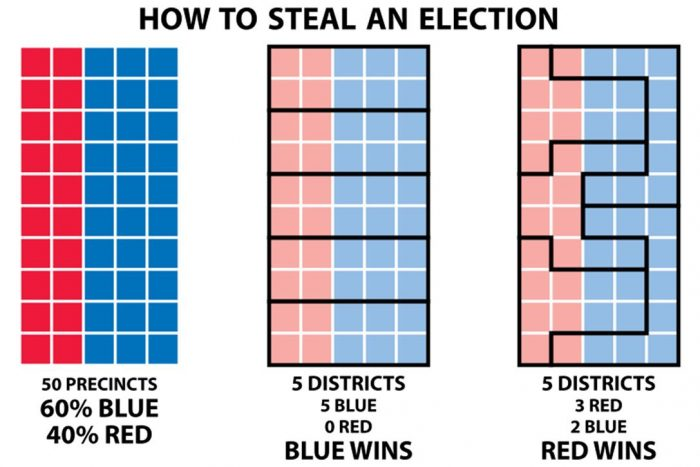 HOW TO STEAL AN ELECTION
50 PRECINCTS
60% BLUE
40% RED
5 DISTRICTS
5 BLUE
0 RED
BLUE WINS
5 DISTRICTS
3 RED
2 BLUE
RED WINS